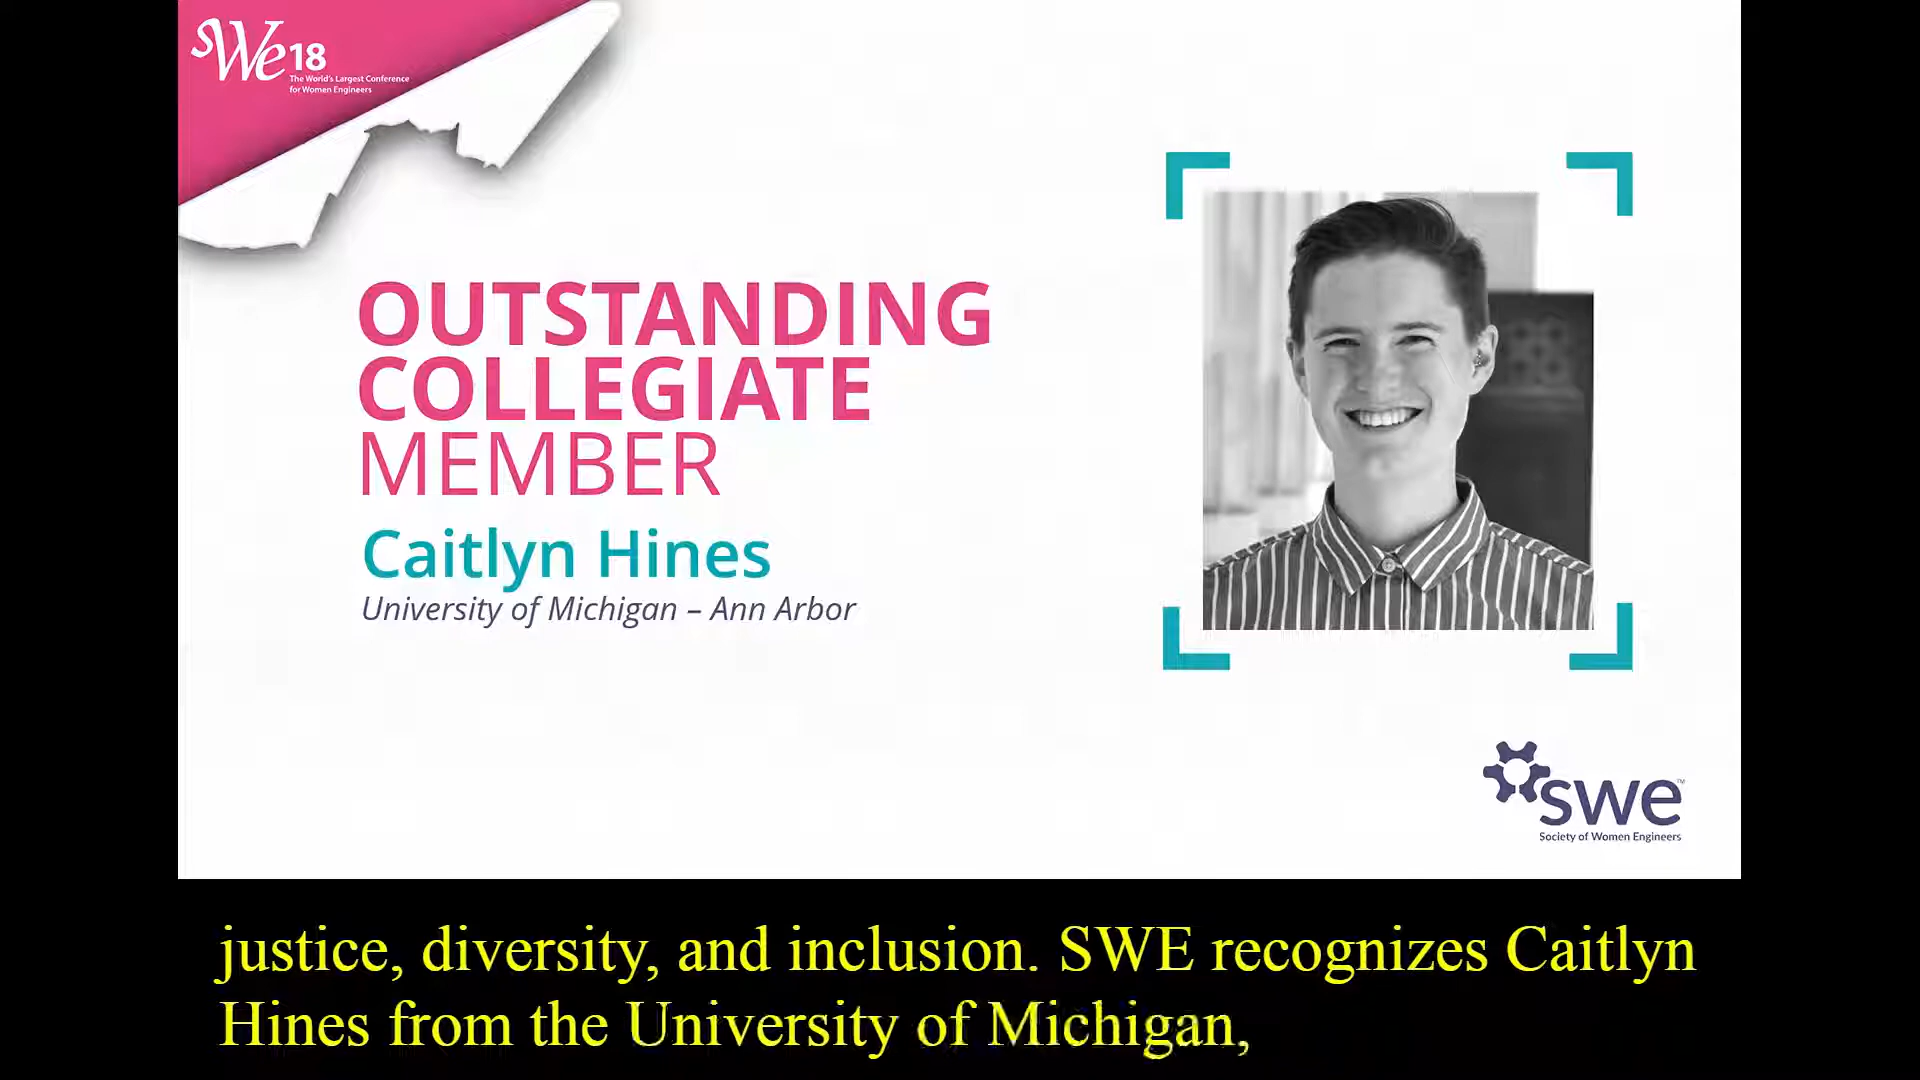 swe18
The World's Largest Conference
for Women Engineers
OUTSTANDING
COLLEGIATE
MEMBER
Caitlyn Hines
University of Michigan – Ann Arbor
swe™
Society of Women Engineers
justice, diversity, and inclusion. SWE recognizes Caitlyn
Hines from the University of Michigan,